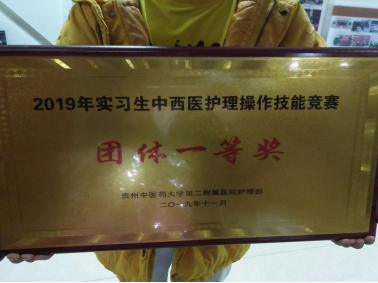 2019年实习生中西医护理操作技能竞赛
团体一等奖
贵州中医药大学第二附属医院护理部
二〇一九年十一月